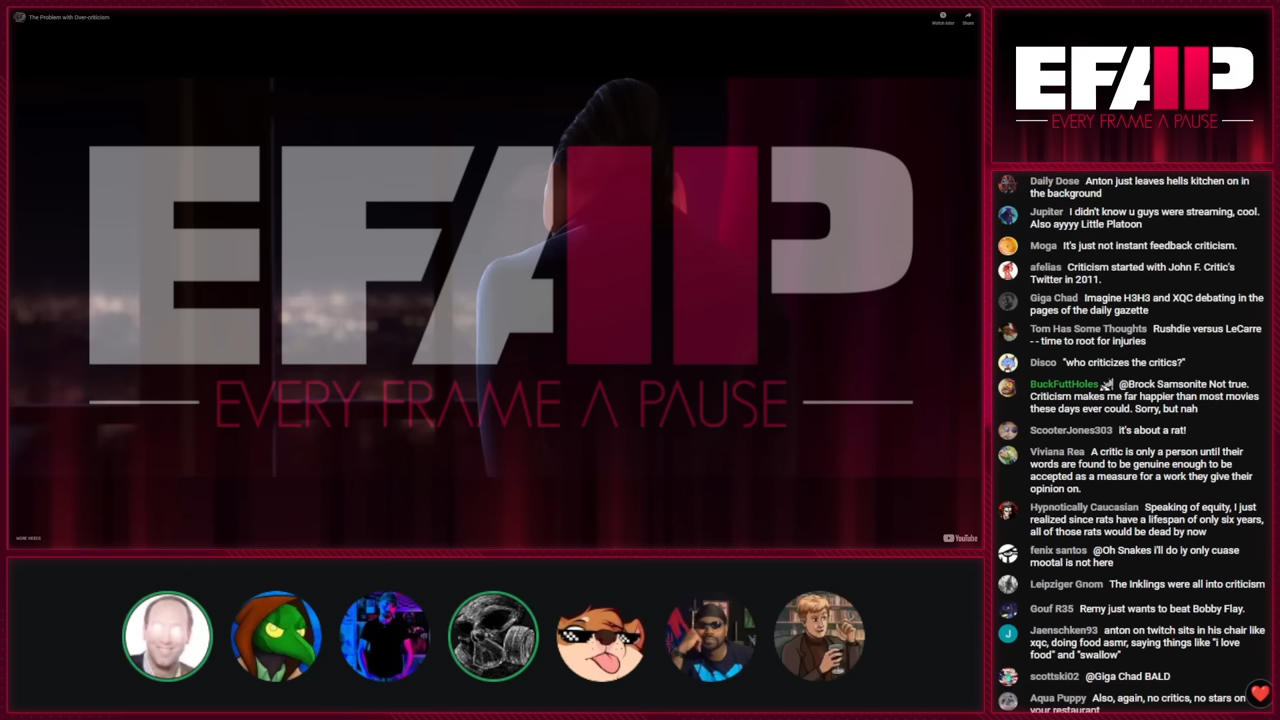 The Problem with Over-criticism
Watch later
Share
EFAP
EVERY FRAME A PAUSE
MORE VIDEOS
YouTube
EFAP
EVERY FRAME A PAUSE
Daily Dose Anton just leaves hells kitchen on in
the background
Jupiter I didn't know u guys were streaming, cool.
Also ayyyy Little Platoon
Moga It's just not instant feedback criticism.
afelias Criticism started with John F. Critic's
Twitter in 2011.
Giga Chad Imagine H3H3 and XQC debating in the
pages of the daily gazette
Tom Has Some Thoughts Rushdie versus LeCarre
- - time to root for injuries
Disco "who criticizes the critics?"
BuckFuttHoles @Brock Samsonite Not true.
Criticism makes me far happier than most movies
these days ever could. Sorry, but nah
ScooterJones303 it's about a rat!
Viviana Rea A critic is only a person until their
words are found to be genuine enough to be
accepted as a measure for a work they give their
opinion on.
Hypnotically Caucasian Speaking of equity, I just
realized since rats have a lifespan of only six years,
all of those rats would be dead by now
fenix santos @Oh Snakes i'll do iy only cuase
mootal is not here
Leipziger Gnom The Inklings were all into criticism
Gouf R35 Remy just wants to beat Bobby Flay.
J
Jaenschken93 anton on twitch sits in his chair like
xqc, doing food asmr, saying things like "i love
food" and "swallow"
scottski02 @Giga Chad BALD
Aqua Puppy Also, again, no critics, no stars on
your restaurant